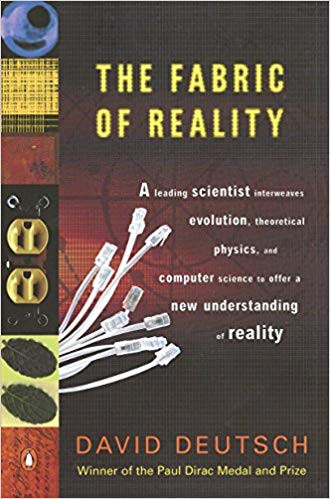 THE FABRIC
OF REALITY
A leading scientist interweaves
evolution, theoretical
physics, and
computer science to offer a
new understanding
of reality
DAVID DEUTSCH
Winner of the Paul Dirac Medal and Prize